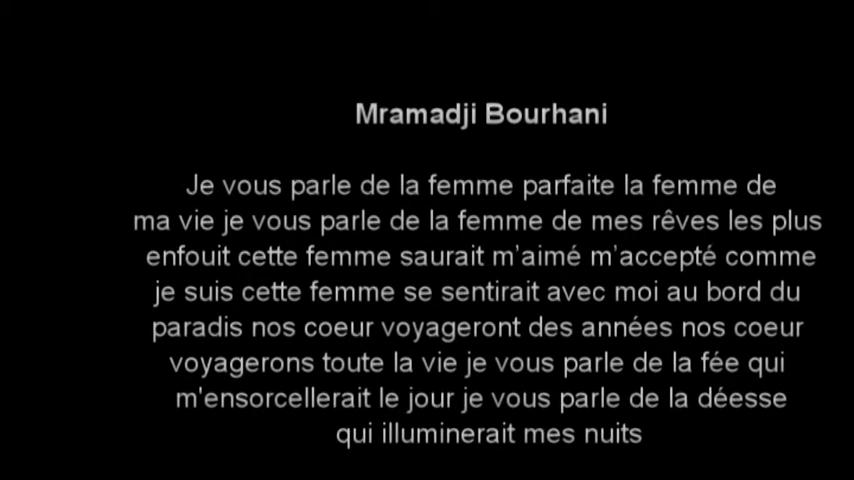 Mramadji Bourhani
Je vous parle de la femme parfaite la femme de
ma vie je vous parle de la femme de mes rêves les plus
enfouit cette femme saurait m'aimé m'accepté comme
je suis cette femme se sentirait avec moi au bord du
paradis nos coeur voyageront des années nos coeur
voyagerons toute la vie je vous parle de la fée qui
m'ensorcellerait le jour je vous parle de la déesse
qui illuminerait mes nuits